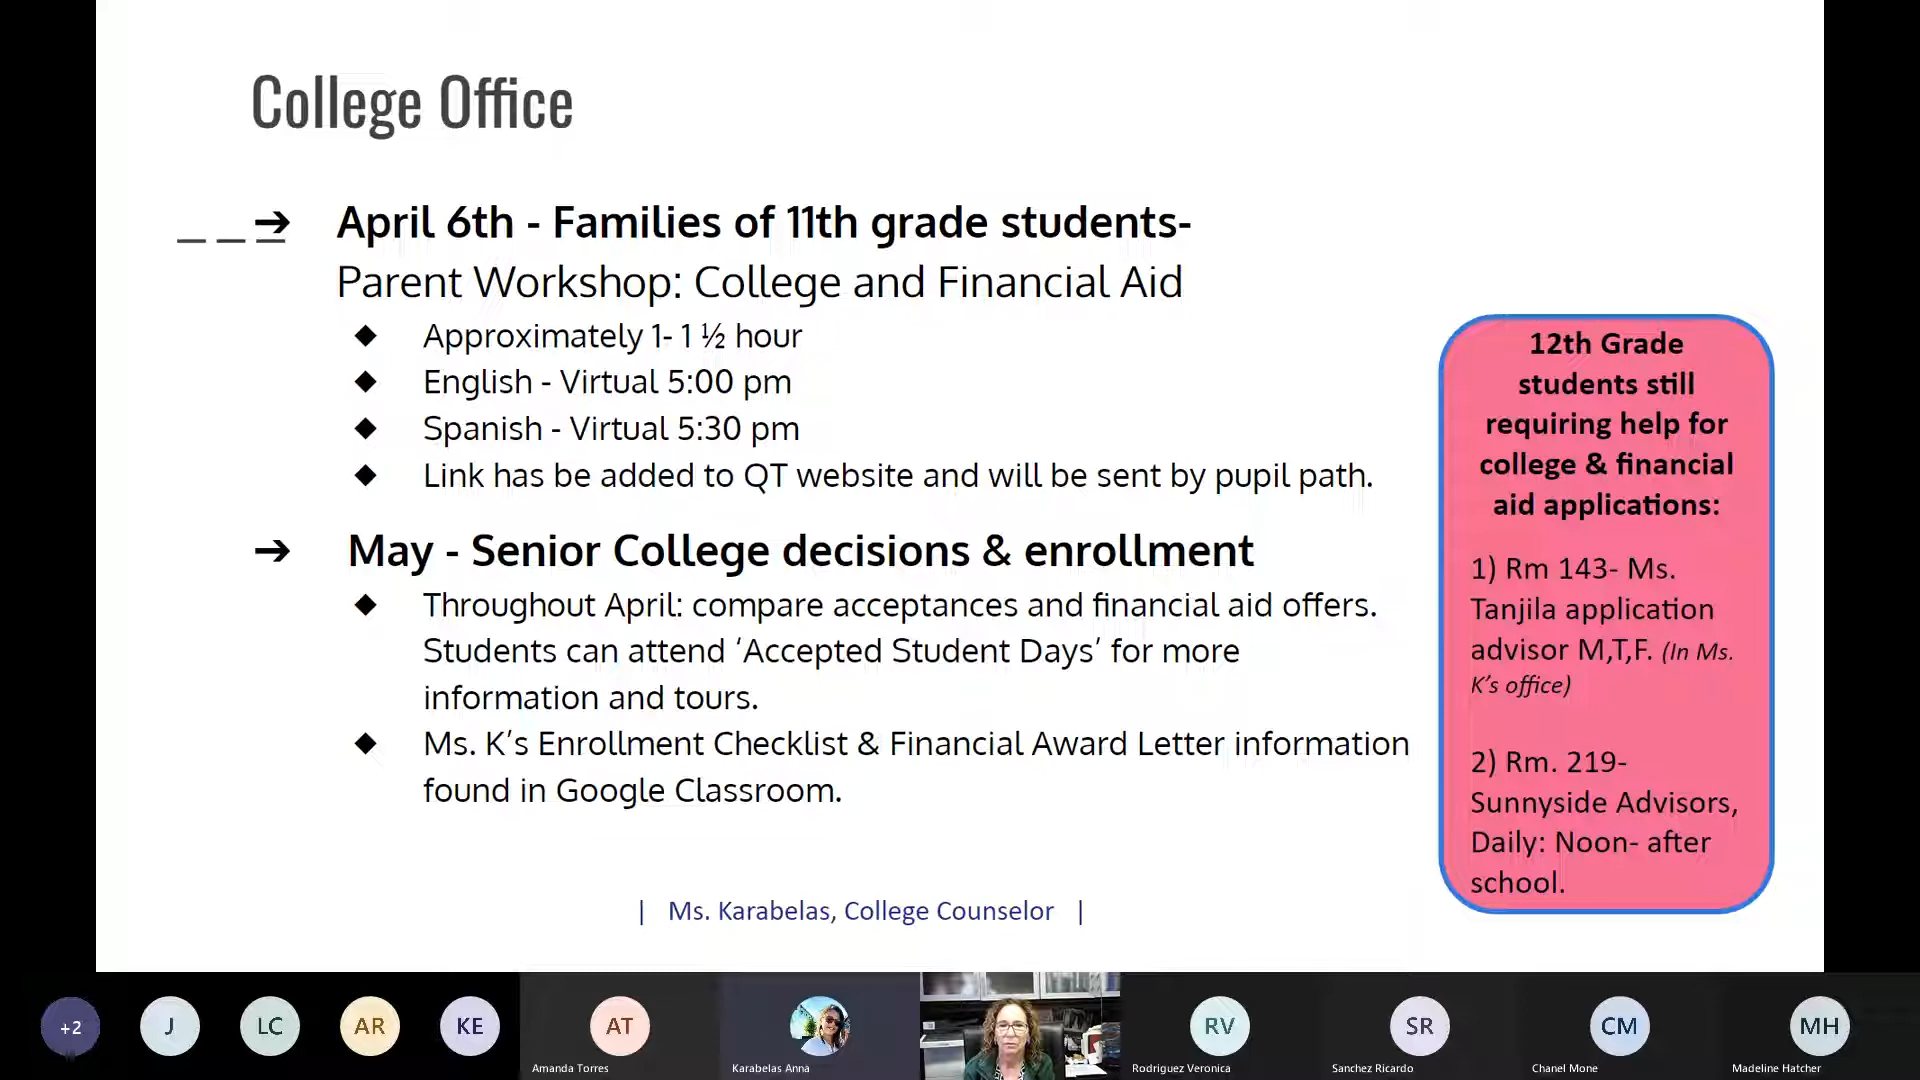 College Office
➔ April 6th - Families of 11th grade students-
Parent Workshop: College and Financial Aid
◆ Approximately 1- 1 ½ hour
◆ English - Virtual 5:00 pm
◆ Spanish - Virtual 5:30 pm
◆ Link has be added to QT website and will be sent by pupil path.
➔ May - Senior College decisions & enrollment
◆ Throughout April: compare acceptances and financial aid offers.
Students can attend ‘Accepted Student Days’ for more
information and tours.
◆ Ms. K’s Enrollment Checklist & Financial Award Letter information
found in Google Classroom.
| Ms. Karabelas, College Counselor |
12th Grade
students still
requiring help for
college & financial
aid applications:
1) Rm 143- Ms.
Tanjila application
advisor M,T,F. (In Ms.
K’s office)
2) Rm. 219-
Sunnyside Advisors,
Daily: Noon- after
school.
+2
J
LC
AR
KE
AT
Amanda Torres
Karabelas Anna
RV
Rodriguez Veronica
SR
Sanchez Ricardo
CM
Chanel Mone
MH
Madeline Hatcher